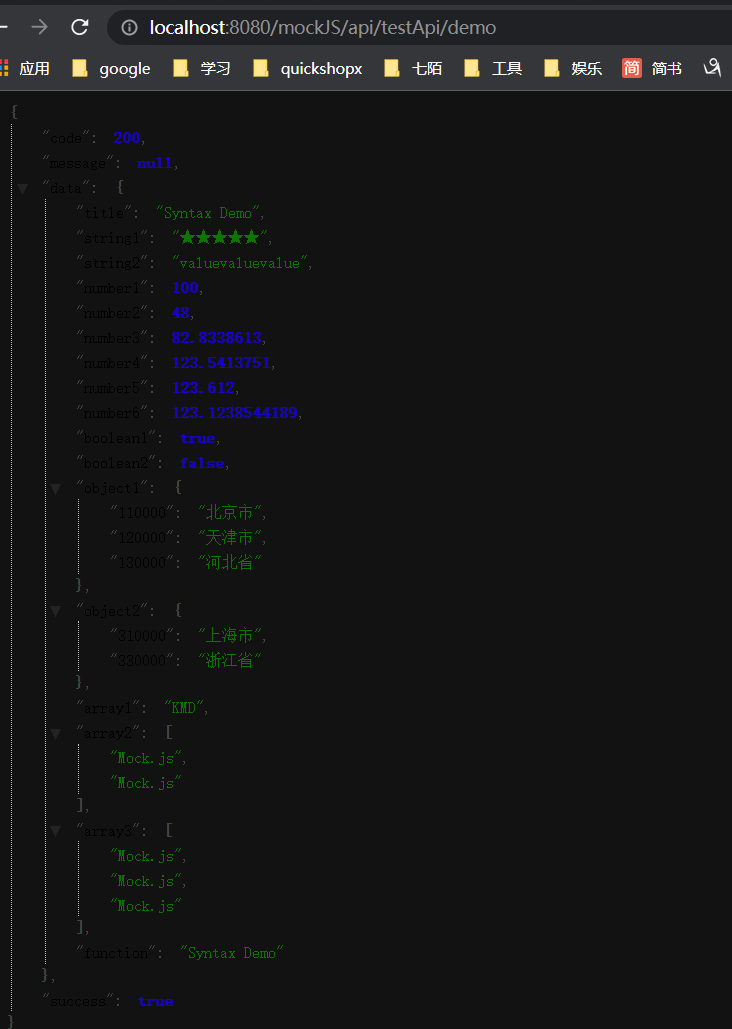 localhost:8080/mockJS/api/testApi/demo
应用 google 学习 quickshopx 七陌 工具 娱乐 简 简书
{
"code": 200,
"message": null,
"data": {
"title": "Syntax Demo",
"string1": "★★★★★",
"string2": "valuevaluevalue",
"number1": 100,
"number2": 48,
"number3": 82.8338613,
"number4": 123.5413751,
"number5": 123.612,
"number6": 123.1238544189,
"boolean1": true,
"boolean2": false,
"object1": {
"110000": "北京市",
"120000": "天津市",
"130000": "河北省"
},
"object2": {
"310000": "上海市",
"330000": "浙江省"
},
"array1": "KMD",
"array2": [
"Mock.js",
"Mock.js"
],
"array3": [
"Mock.js",
"Mock.js",
"Mock.js"
],
"function": "Syntax Demo"
},
"success": true
}